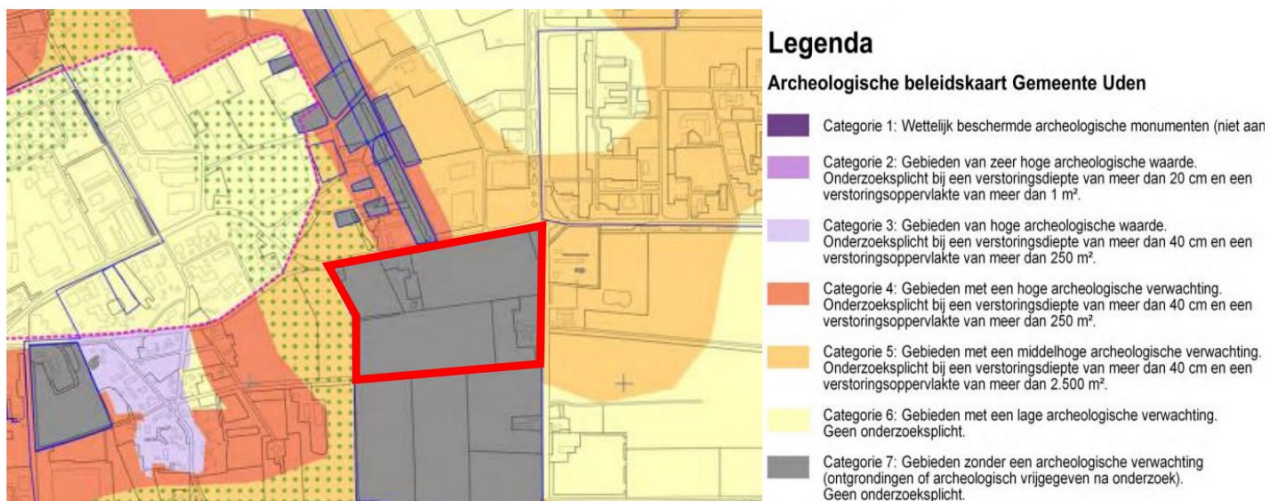 Legenda
Archeologische beleidskaart Gemeente Uden
Categorie 1: Wettelijk beschermde archeologische monumenten (niet aan
Categorie 2: Gebieden van zeer hoge archeologische waarde.
Onderzoeksplicht bij een verstoringsdiepte van meer dan 20 cm en een
verstoringsoppervlakte van meer dan 1 m².
Categorie 3: Gebieden van hoge archeologische waarde.
Onderzoeksplicht bij een verstoringsdiepte van meer dan 40 cm en een
verstoringsoppervlakte van meer dan 250 m².
Categorie 4: Gebieden met een hoge archeologische verwachting.
Onderzoeksplicht bij een verstoringsdiepte van meer dan 40 cm en een
verstoringsoppervlakte van meer dan 250 m².
Categorie 5: Gebieden met een middelhoge archeologische verwachting.
Onderzoeksplicht bij een verstoringsdiepte van meer dan 40 cm en een
verstoringsoppervlakte van meer dan 2.500 m².
Categorie 6: Gebieden met een lage archeologische verwachting.
Geen onderzoeksplicht.
Categorie 7: Gebieden zonder een archeologische verwachting
(ontgrondingen of archeologisch vrijgegeven na onderzoek).
Geen onderzoeksplicht.